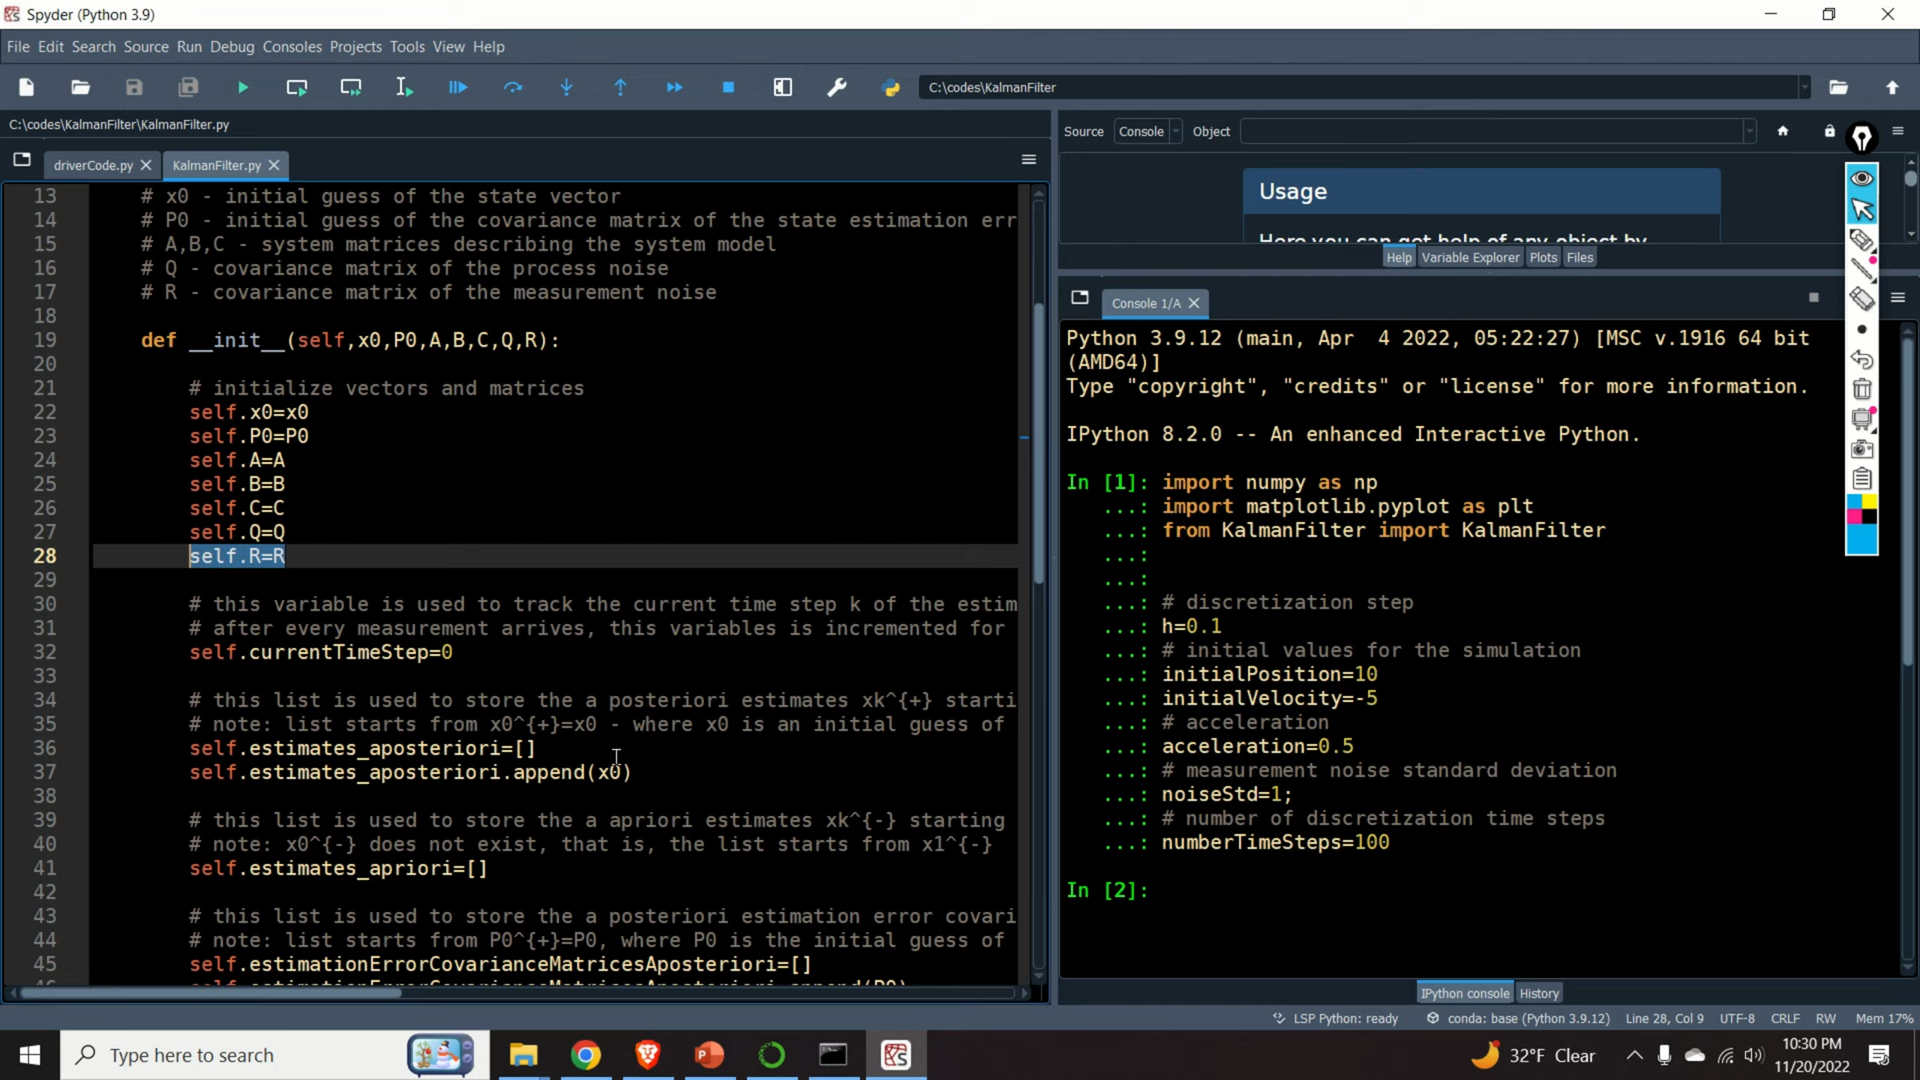 Spyder (Python 3.9)
File Edit Search Source Run Debug Consoles Projects Tools View Help
C:\codes\KalmanFilter
C:\codes\KalmanFilter\KalmanFilter.py
driverCode.py
KalmanFilter.py
13 # x0 - initial guess of the state vector
14 # P0 - initial guess of the covariance matrix of the state estimation err
15 # A,B,C - system matrices describing the system model
16 # Q - covariance matrix of the process noise
17 # R - covariance matrix of the measurement noise
18
19 def __init__(self,x0,P0,A,B,C,Q,R):
20
21 # initialize vectors and matrices
22 self.x0=x0
23 self.P0=P0
24 self.A=A
25 self.B=B
26 self.C=C
27 self.Q=Q
28 self.R=R
29
30 # this variable is used to track the current time step k of the estim
31 # after every measurement arrives, this variables is incremented for
32 self.currentTimeStep=0
33
34 # this list is used to store the a posteriori estimates xk^{+} starti
35 # note: list starts from x0^{+}=x0 - where x0 is an initial guess of
36 self.estimates_aposteriori=[]
37 self.estimates_aposteriori.append(x0)
38
39 # this list is used to store the a apriori estimates xk^{-} starting
40 # note: x0^{-} does not exist, that is, the list starts from x1^{-}
41 self.estimates_apriori=[]
42
43 # this list is used to store the a posteriori estimation error covari
44 # note: list starts from P0^{+}=P0, where P0 is the initial guess of
45 self.estimationErrorCovarianceMatricesAposteriori=[]
Source Console Object
Usage
Here you can get help of any object by
Help Variable Explorer Plots Files
Console 1/A
Python 3.9.12 (main, Apr  4 2022, 05:22:27) [MSC v.1916 64 bit
(AMD64)]
Type "copyright", "credits" or "license" for more information.
IPython 8.2.0 -- An enhanced Interactive Python.
In [1]: import numpy as np
...: import matplotlib.pyplot as plt
...: from KalmanFilter import KalmanFilter
...:
...:
...: # discretization step
...: h=0.1
...: # initial values for the simulation
...: initialPosition=10
...: initialVelocity=-5
...: # acceleration
...: acceleration=0.5
...: # measurement noise standard deviation
...: noiseStd=1;
...: # number of discretization time steps
...: numberTimeSteps=100
In [2]:
IPython console History
LSP Python: ready conda: base (Python 3.9.12) Line 28, Col 9 UTF-8 CRLF RW Mem 17%
Type here to search
32°F Clear
10:30 PM
11/20/2022